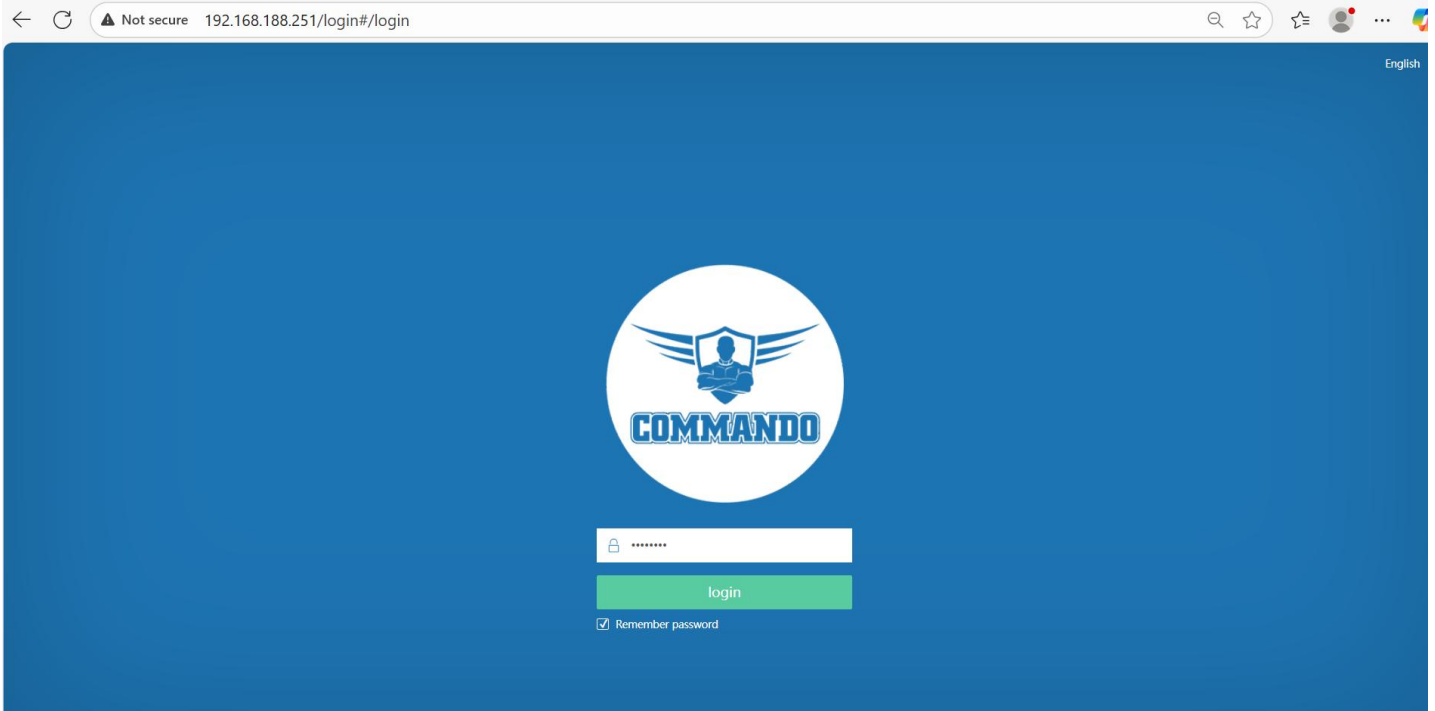 Not secure 192.168.188.251/login#/login
English
COMMANDO
••••••••
login
Remember password